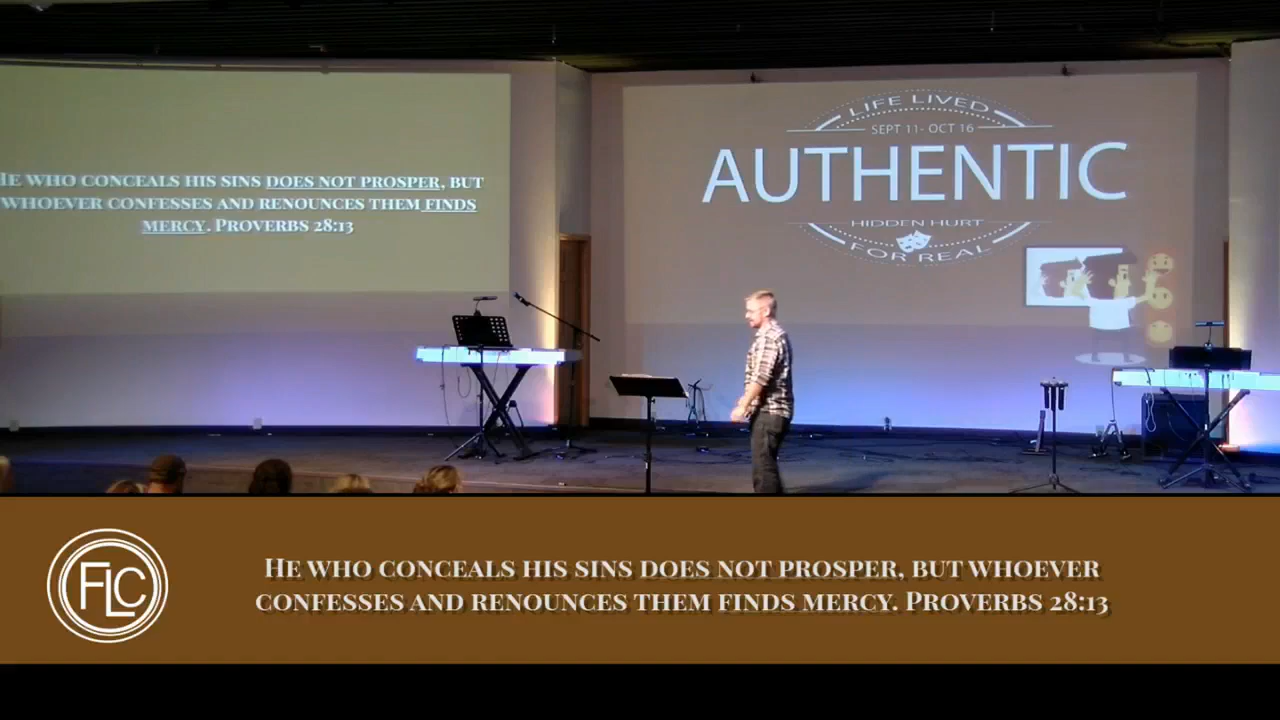 He who conceals his sins does not prosper, but
whoever confesses and renounces them finds
mercy. Proverbs 28:13
LIFE LIVED
SEPT 11- OCT 16
AUTHENTIC
HIDDEN HURT
FOR REAL
FLC
He who conceals his sins does not prosper, but whoever
confesses and renounces them finds mercy. Proverbs 28:13